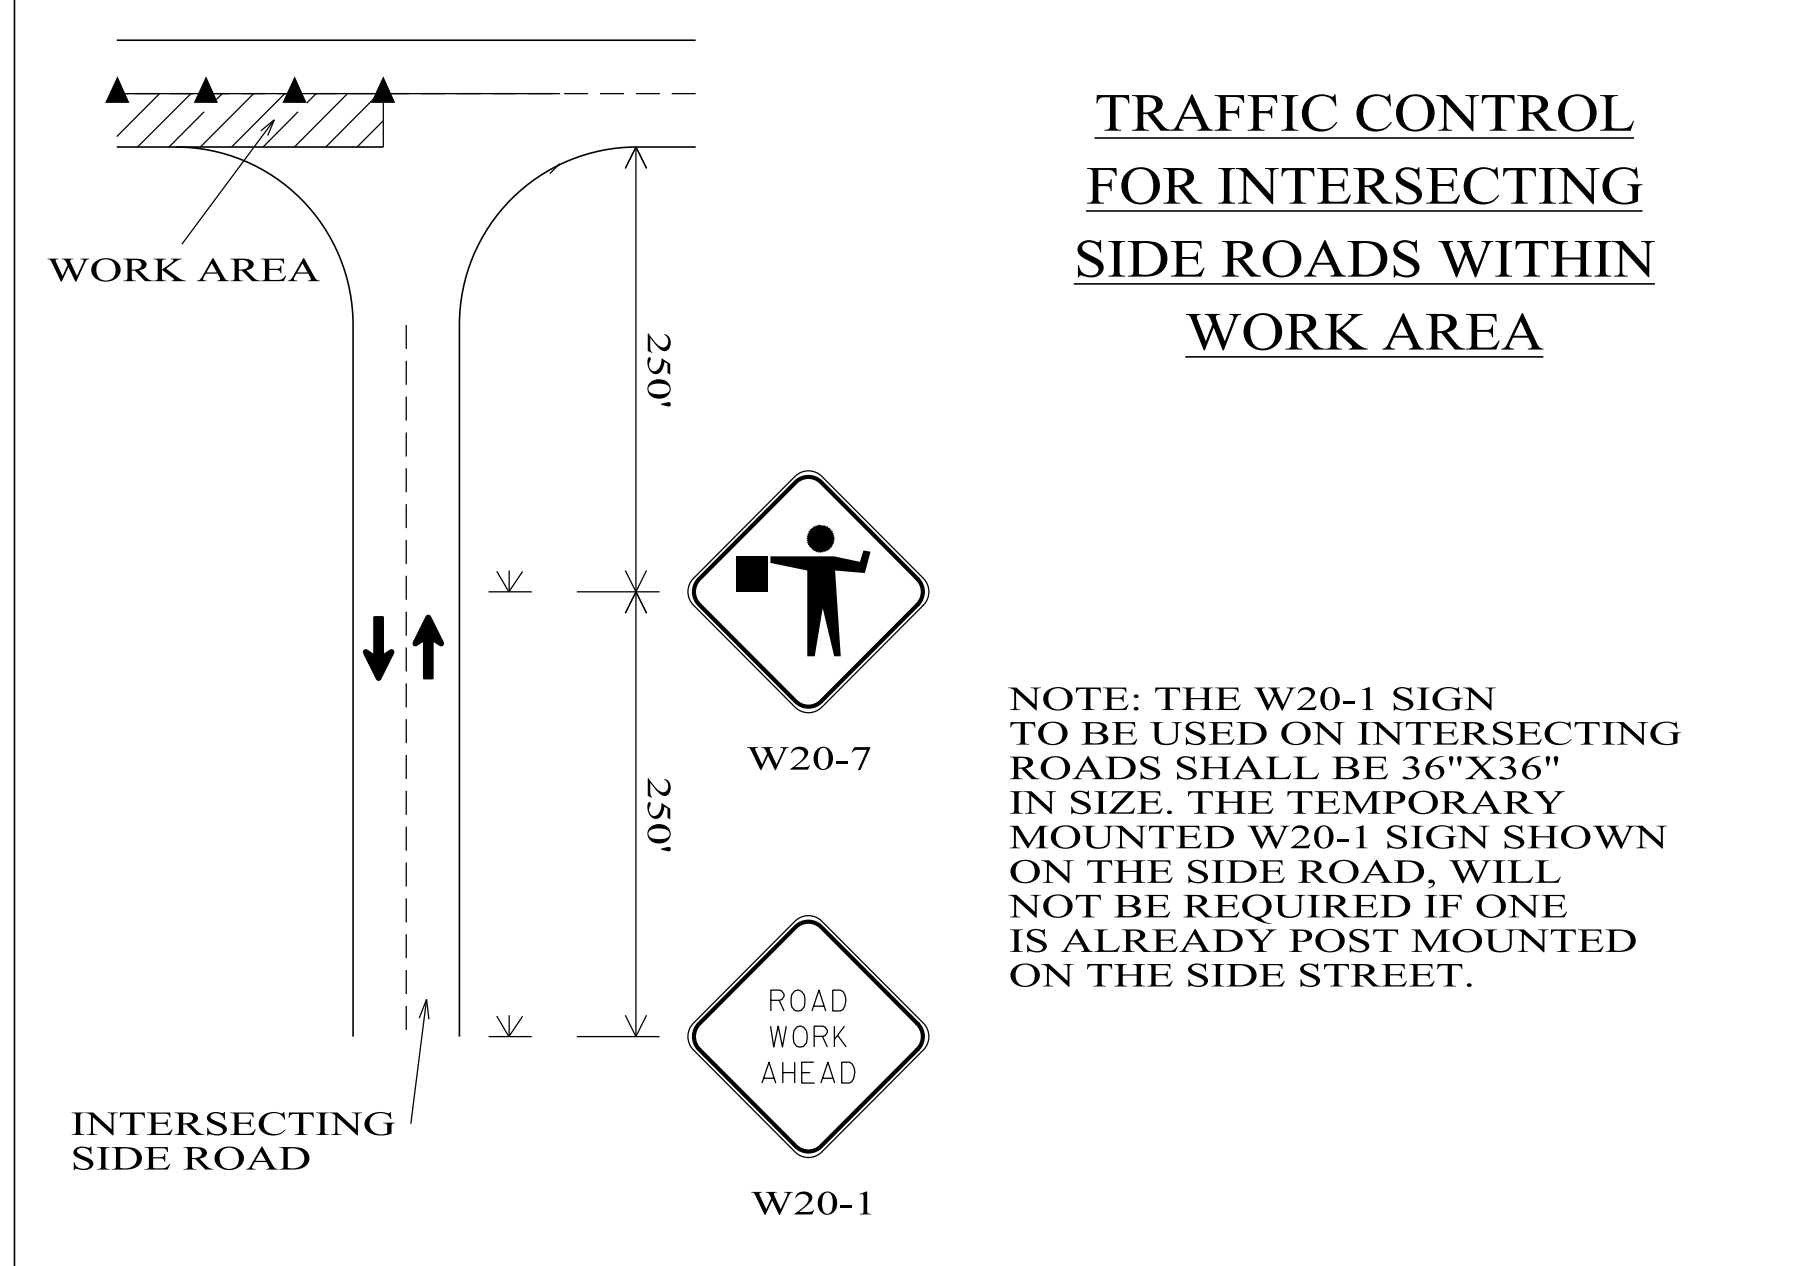 TRAFFIC CONTROL
FOR INTERSECTING
SIDE ROADS WITHIN
WORK AREA
WORK AREA
250'
W20-7
250'
ROAD
WORK
AHEAD
W20-1
INTERSECTING
SIDE ROAD
NOTE: THE W20-1 SIGN
TO BE USED ON INTERSECTING
ROADS SHALL BE 36"X36"
IN SIZE. THE TEMPORARY
MOUNTED W20-1 SIGN SHOWN
ON THE SIDE ROAD, WILL
NOT BE REQUIRED IF ONE
IS ALREADY POST MOUNTED
ON THE SIDE STREET.